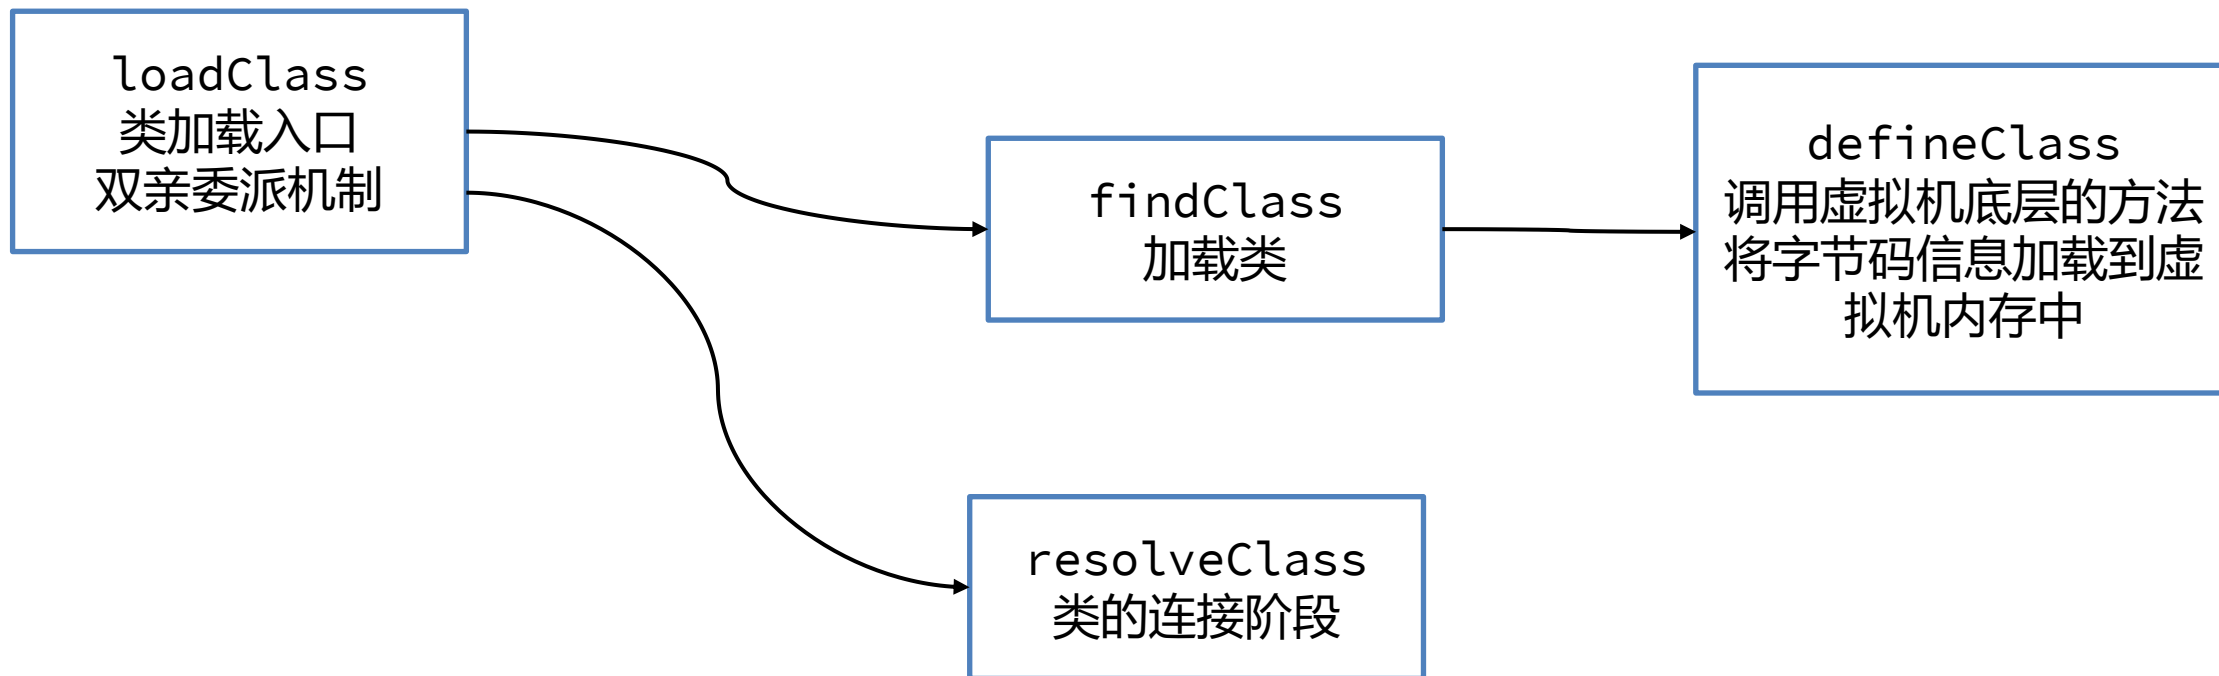 loadClass
类加载入口
双亲委派机制
findClass
加载类
defineClass
调用虚拟机底层的方法
将字节码信息加载到虚
拟机内存中
resolveClass
类的连接阶段